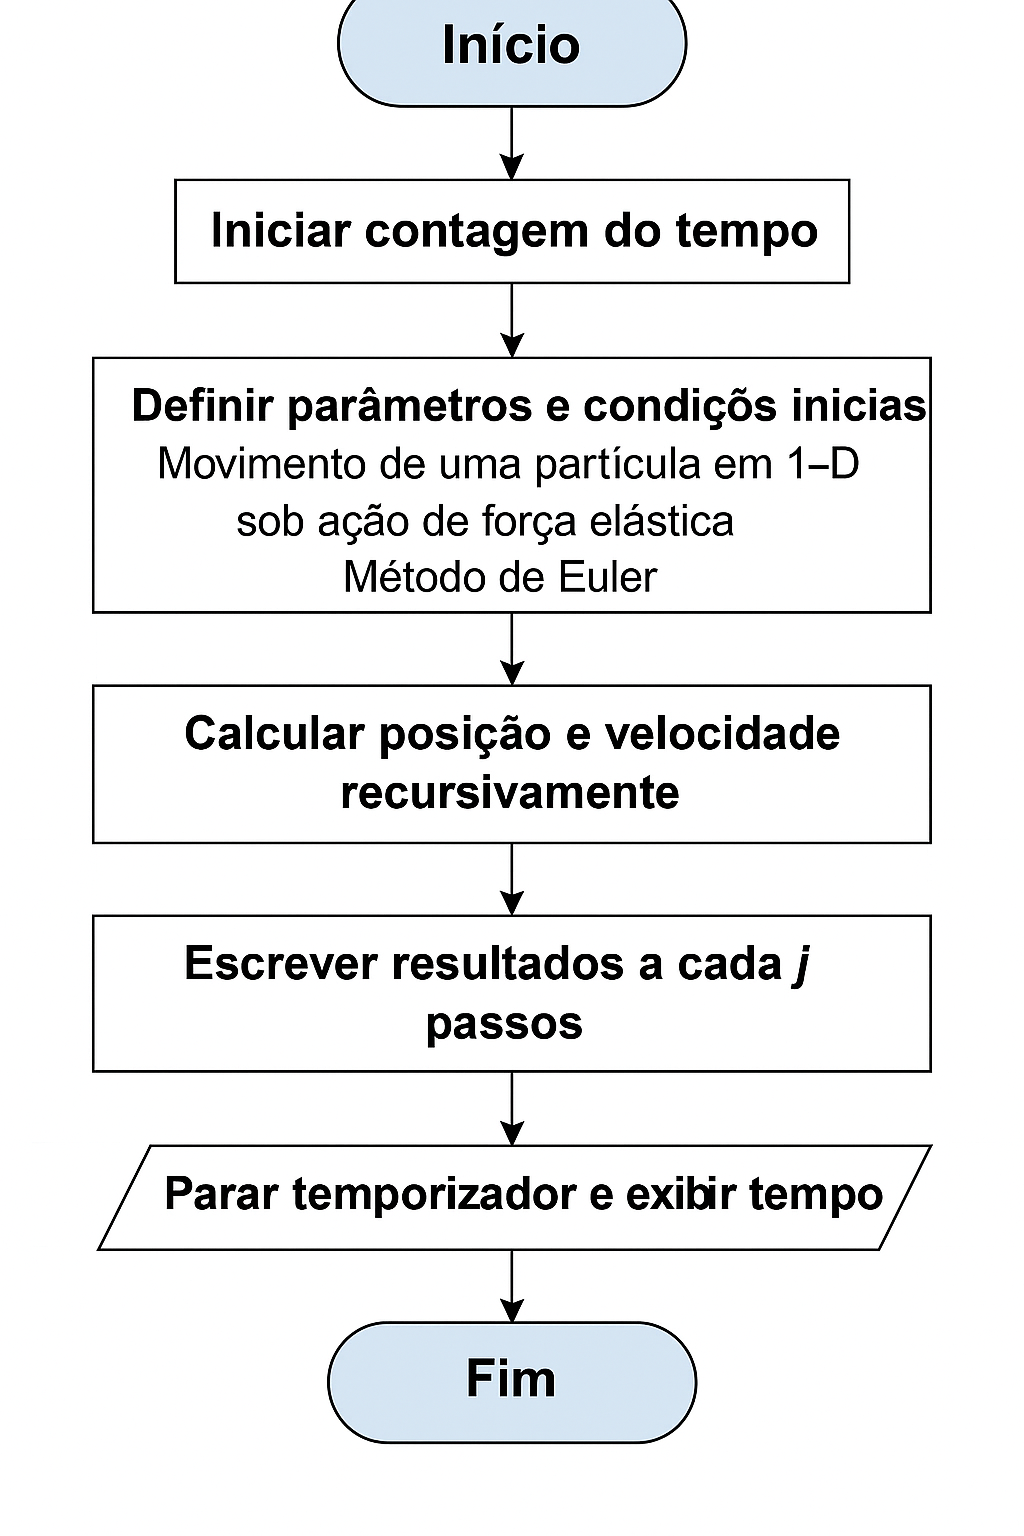 Início
Iniciar contagem do tempo
Definir parâmetros e condiçõs inicias
Movimento de uma partícula em 1–D
sob ação de força elástica
Método de Euler
Calcular posição e velocidade
recursivamente
Escrever resultados a cada j
passos
Parar temporizador e exibir tempo
Fim